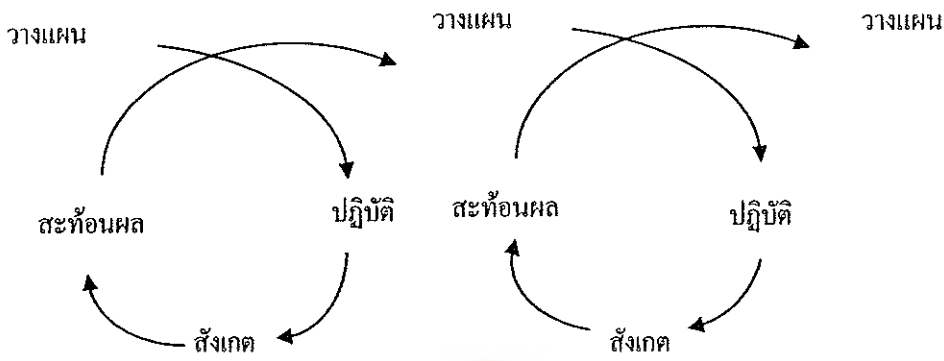 วางแผน วางแผน วางแผน
สะท้อนผล ปฏิบัติ สะท้อนผล ปฏิบัติ
สังเกต สังเกต